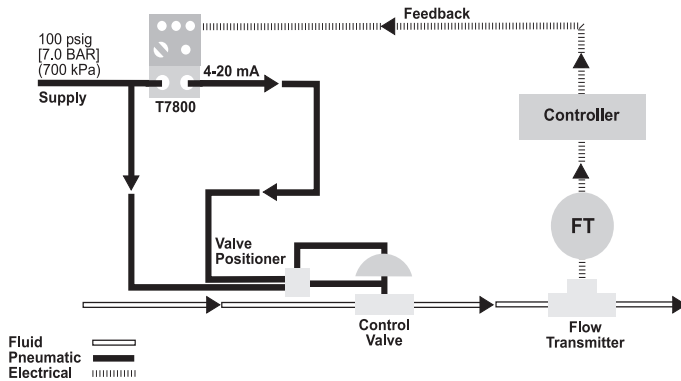 Feedback
100 psig
[7.0 BAR]
(700 kPa)
Supply
4-20 mA
T7800
Controller
FT
Valve
Positioner
Control
Valve
Flow
Transmitter
Fluid
Pneumatic
Electrical